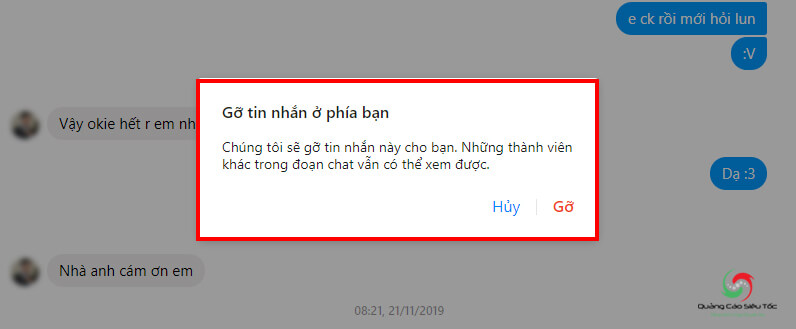 e ck rồi mới hỏi lun
:V
Gỡ tin nhắn ở phía bạn
Vậy okie hết r em nh
Chúng tôi sẽ gỡ tin nhắn này cho bạn. Những thành viên
khác trong đoạn chat vẫn có thể xem được.
Dạ :3
Hủy
Gỡ
Nhà anh cám ơn em
08:21, 21/11/2019
Quảng Cáo Siêu Tốc